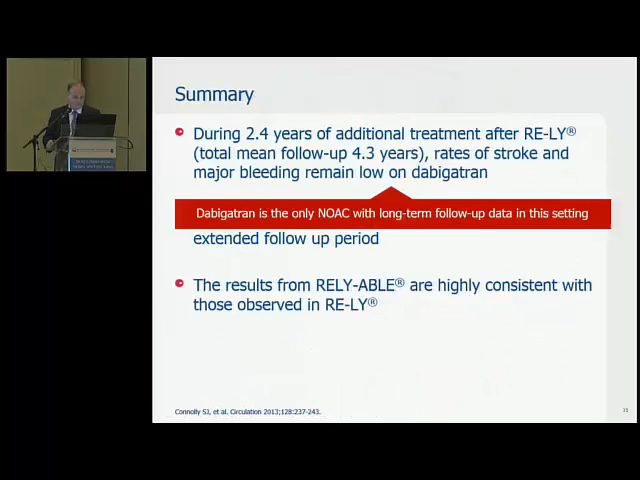 Summary
During 2.4 years of additional treatment after RE-LY®
(total mean follow-up 4.3 years), rates of stroke and
major bleeding remain low on dabigatran
Dabigatran is the only NOAC with long-term follow-up data in this setting
extended follow up period
The results from RELY-ABLE® are highly consistent with
those observed in RE-LY®
Connolly SJ, et al. Circulation 2013;128:237-243.